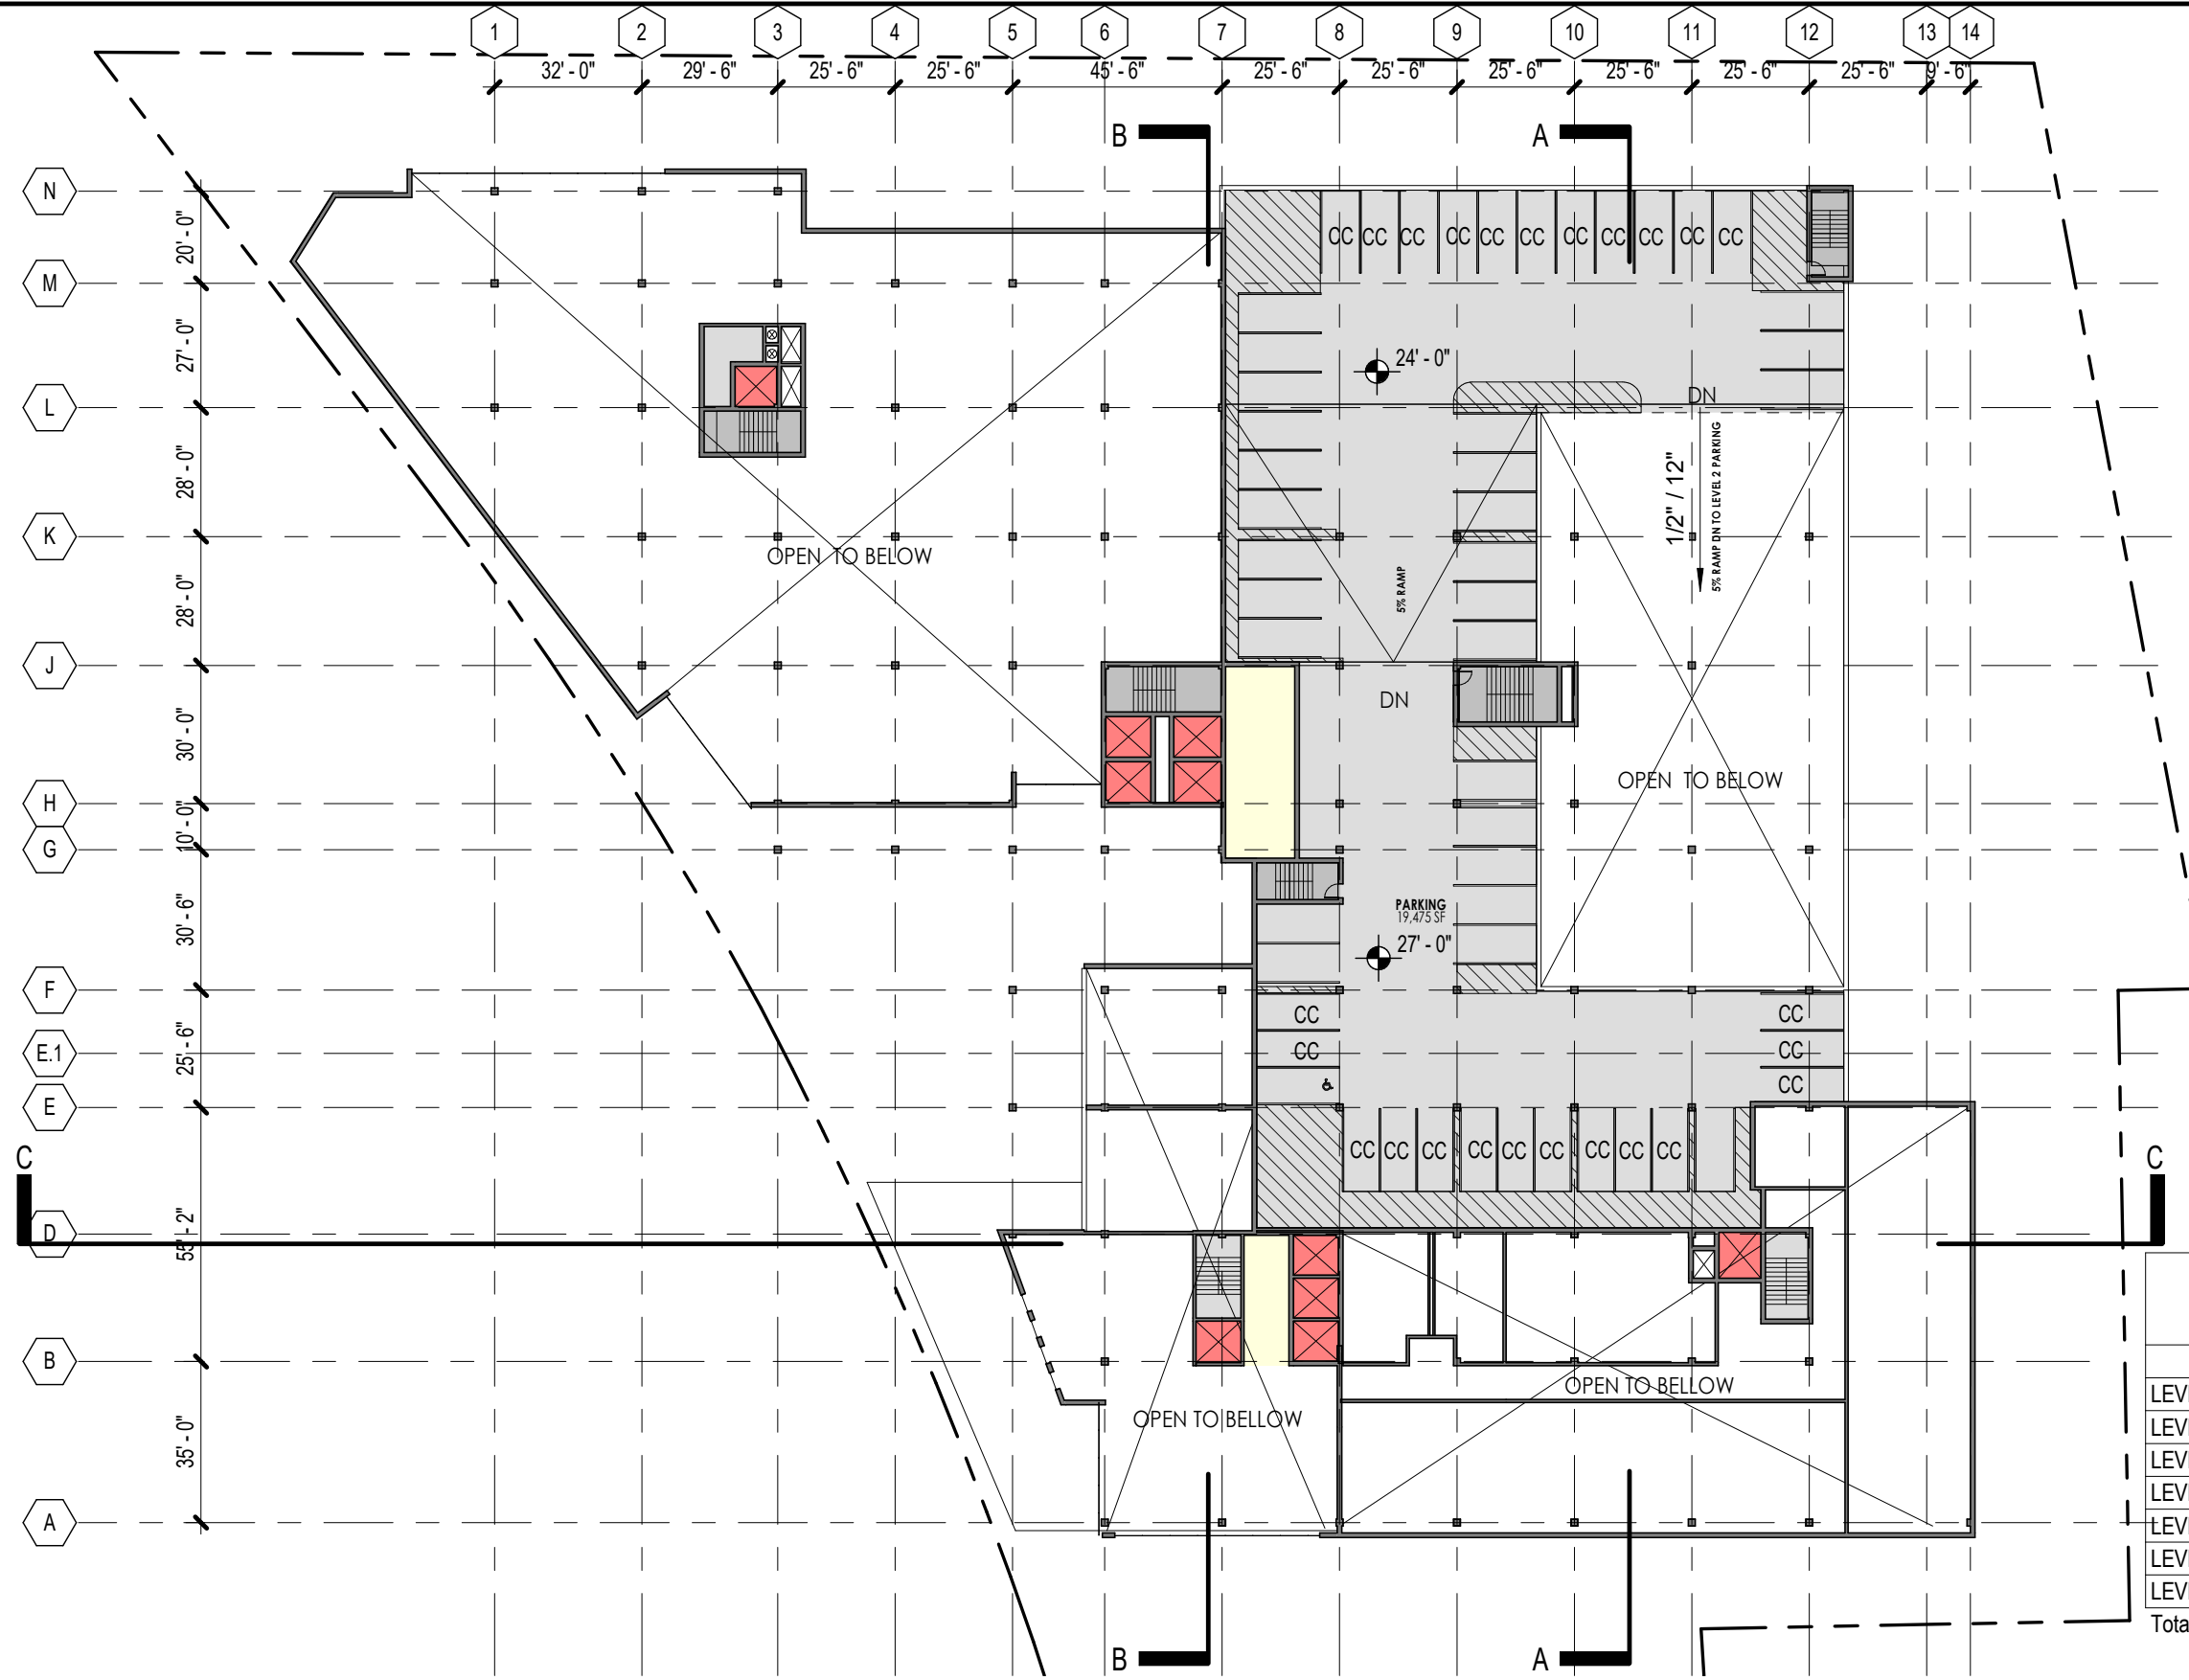 1 2 3 4 5 6 7 8 9 10 11 12 13 14
32' - 0" 29' - 6" 25' - 6" 25' - 6" 45' - 6" 25' - 6" 25' - 6" 25' - 6" 25' - 6" 25' - 6" 25' - 6" 9' - 6"
B A
N
20' - 0"
CC CC CC CC CC CC CC CC CC CC CC
M
27' - 0"
24' - 0"
DN
L
28' - 0"
1/2" / 12"
5% RAMP DN TO LEVEL 2 PARKING
K
OPEN TO BELOW
5% RAMP
28' - 0"
J
DN
30' - 0"
OPEN TO BELOW
H
10' - 0"
G
30' - 6"
PARKING
19,475 SF
27' - 0"
F
CC CC
25' - 6"
E.1
CC CC
CC
E
CC CC CC CC CC CC CC CC CC
C C
D
55' - 2"
B
OPEN TO BELLOW
OPEN TO BELLOW
35' - 0"
A
LEV
LEV
LEV
LEV
LEV
LEV
LEV
Tota
B A